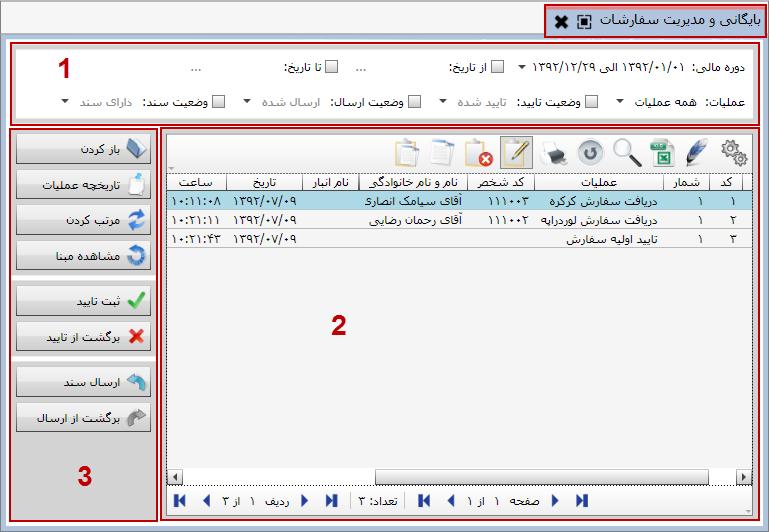 بایگانی و مدیریت سفارشات
1
دوره مالی: ۱۳۹۲/۰۱/۰۱ الی ۱۳۹۲/۱۲/۲۹ از تاریخ: ... تا تاریخ: ...
عملیات: همه عملیات وضعیت تایید: تایید شده وضعیت ارسال: ارسال شده وضعیت سند: دارای سند
کد شمار عملیات کد شخص نام و نام خانوادگی نام انبار تاریخ ساعت
۱ ۱ دریافت سفارش کرکره ۱۱۱۰۰۳ آقای سیامک انصاری ۱۳۹۲/۰۷/۰۹ ۱۰:۱۱:۰۸
۲ ۱ دریافت سفارش لوردراپه ۱۱۱۰۰۲ آقای رحمان رضایی ۱۳۹۲/۰۷/۰۹ ۱۰:۲۱:۱۱
۳ ۱ تایید اولیه سفارش ۱۳۹۲/۰۷/۰۹ ۱۰:۲۱:۴۳
2
صفحه ۱ از ۱ تعداد: ۳ ردیف ۱ از ۳
باز کردن
تاریخچه عملیات
مرتب کردن
مشاهده مبنا
ثبت تایید
برگشت از تایید
ارسال سند
برگشت از ارسال
3